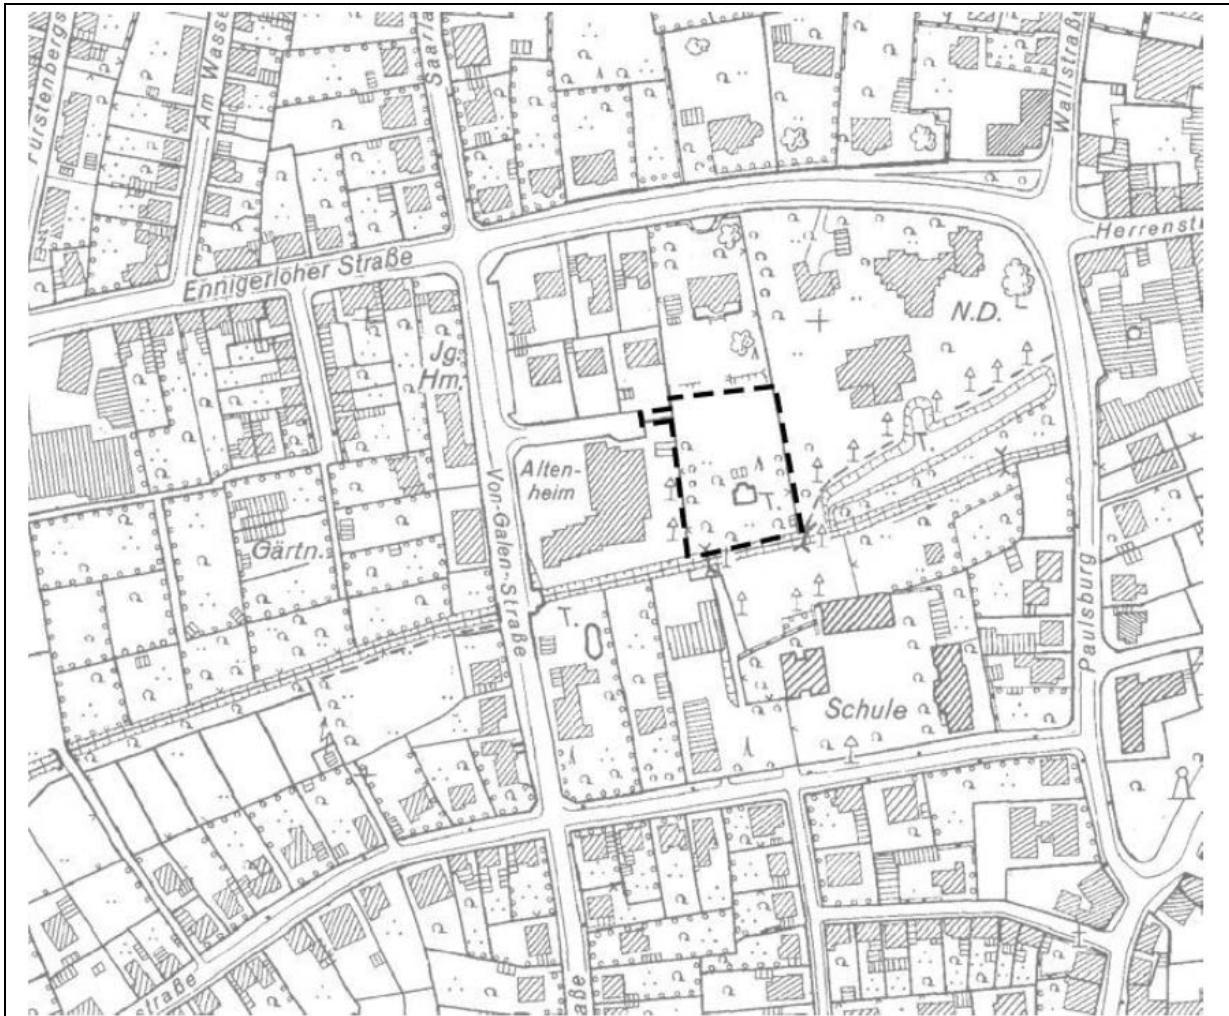 Fürstenbergs
Am Wasse
Saarla
Wallstraße
Herrenst
Ennigerloher Straße
N.D.
Jg.
Hm.
Alten-
heim
T
Von-Galen-Straße
Gärtn.
T.
Paulsburg
Schule
straße
aße